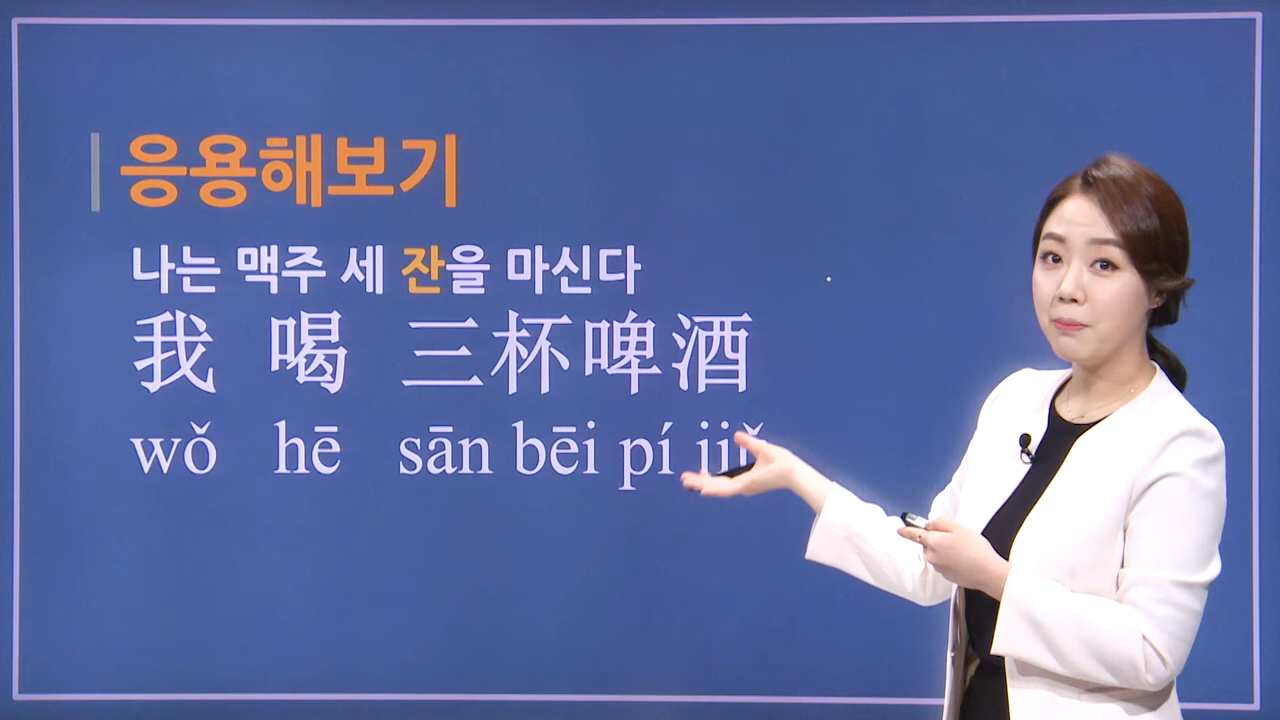 응용해보기
나는 맥주 세 잔을 마신다
我 喝 三杯啤酒
wǒ hē sān bēi pí